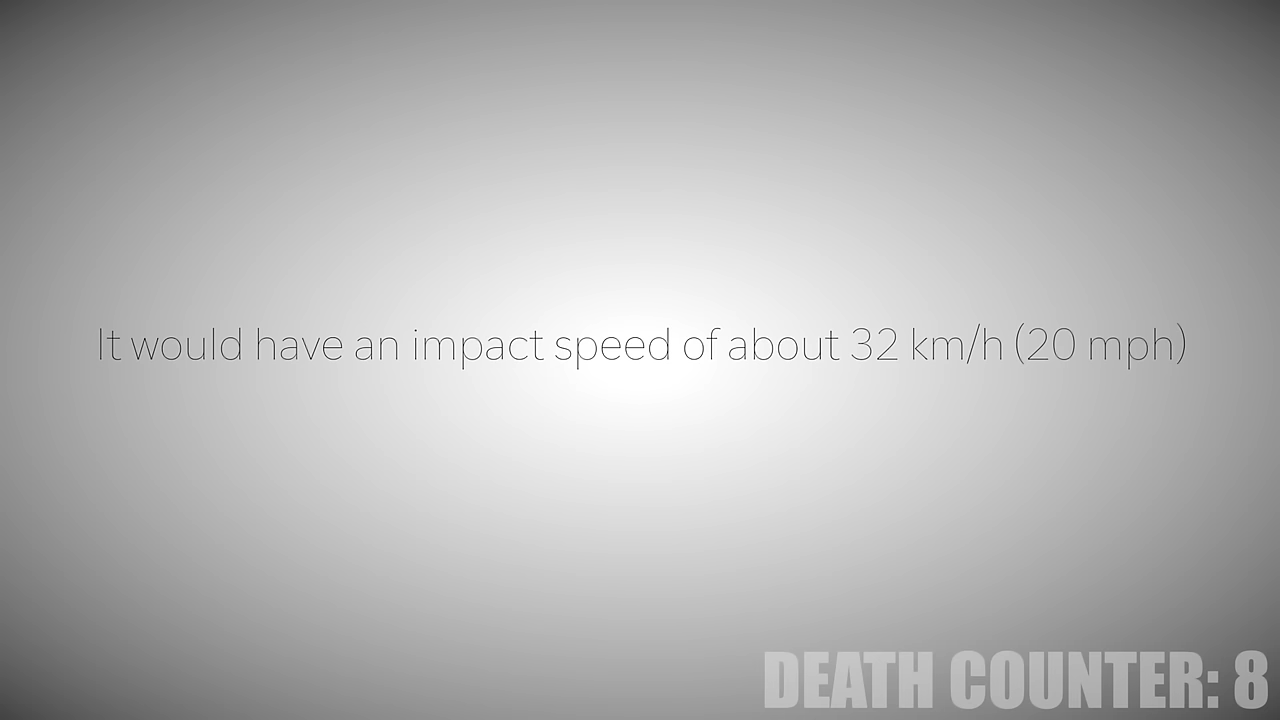 It would have an impact speed of about 32 km/h (20 mph)
DEATH COUNTER: 8